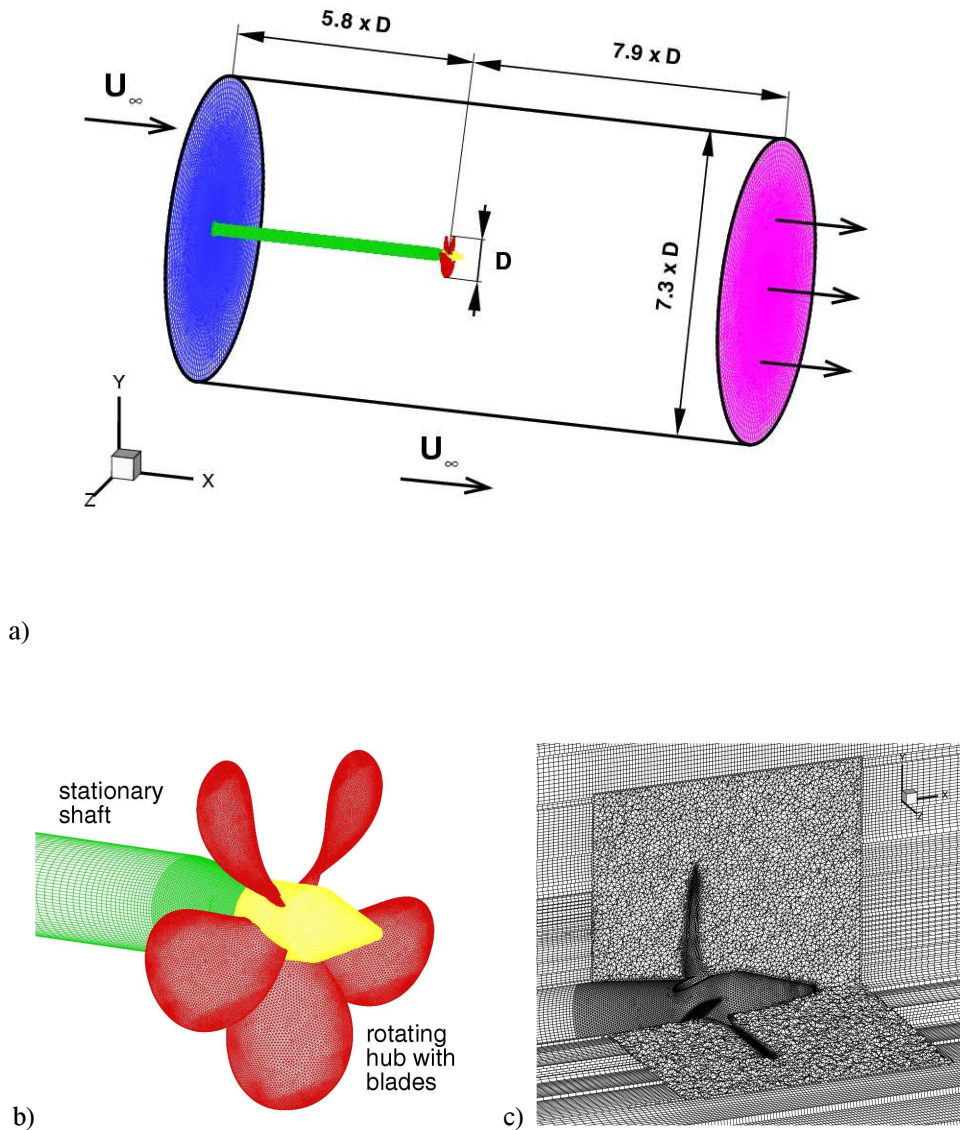 5.8 x D
7.9 x D
U∞
D
7.3 x D
Y
X
Z
U∞
a)
stationary
shaft
rotating
hub with
blades
b)
c)
X